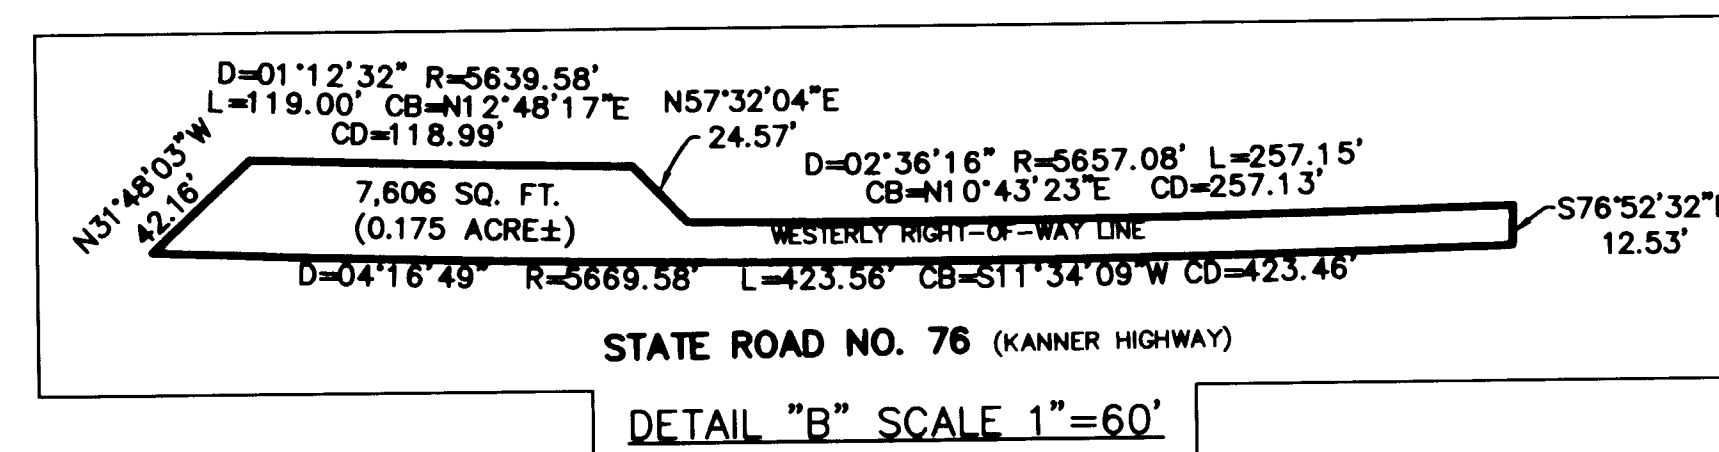 D=01°12'32" R=5639.58'
L=119.00' CB=N12°48'17"E
CD=118.99'
N57°32'04"E
24.57'
N31°48'03"W
42.16'
7,606 SQ. FT.
(0.175 ACRE±)
D=02°36'16" R=5657.08' L=257.15'
CB=N10°43'23"E CD=257.13'
WESTERLY RIGHT-OF-WAY LINE
S76°52'32"
12.53'
D=04°16'49" R=5669.58' L=423.56' CB=S11°34'09"W CD=423.46'
STATE ROAD NO. 76 (KANNER HIGHWAY)
DETAIL "B" SCALE 1"=60'